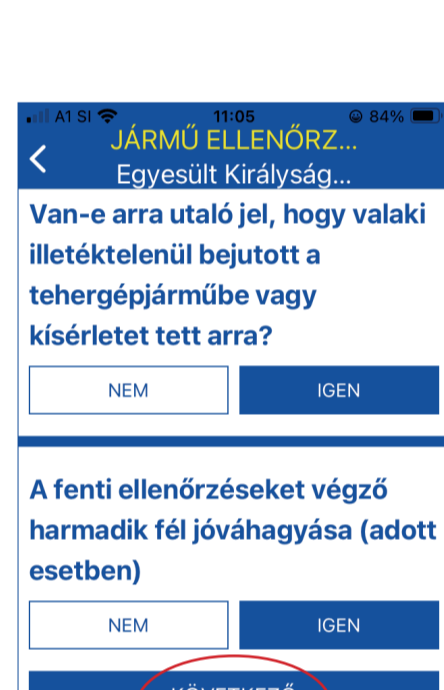 A1 SI 11:05 84%
JÁRMŰ ELLENŐRZ...
Egyesült Királyság...
Van-e arra utaló jel, hogy valaki
illetéktelenül bejutott a
tehergépjárműbe vagy
kísérletet tett arra?
NEM IGEN
A fenti ellenőrzéseket végző
harmadik fél jóváhagyása (adott
esetben)
NEM IGEN
KÖVETKEZŐ